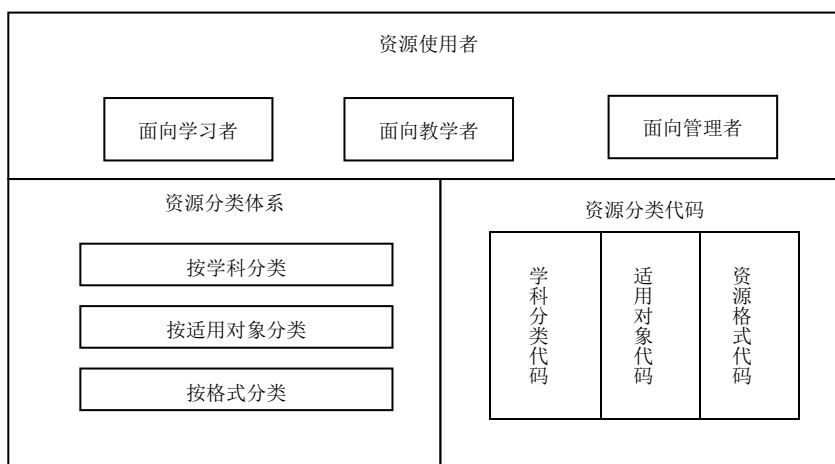 资源使用者
面向学习者
面向教学者
面向管理者
资源分类体系
按学科分类
按适用对象分类
按格式分类
资源分类代码
学科分类代码
适用对象代码
资源格式代码